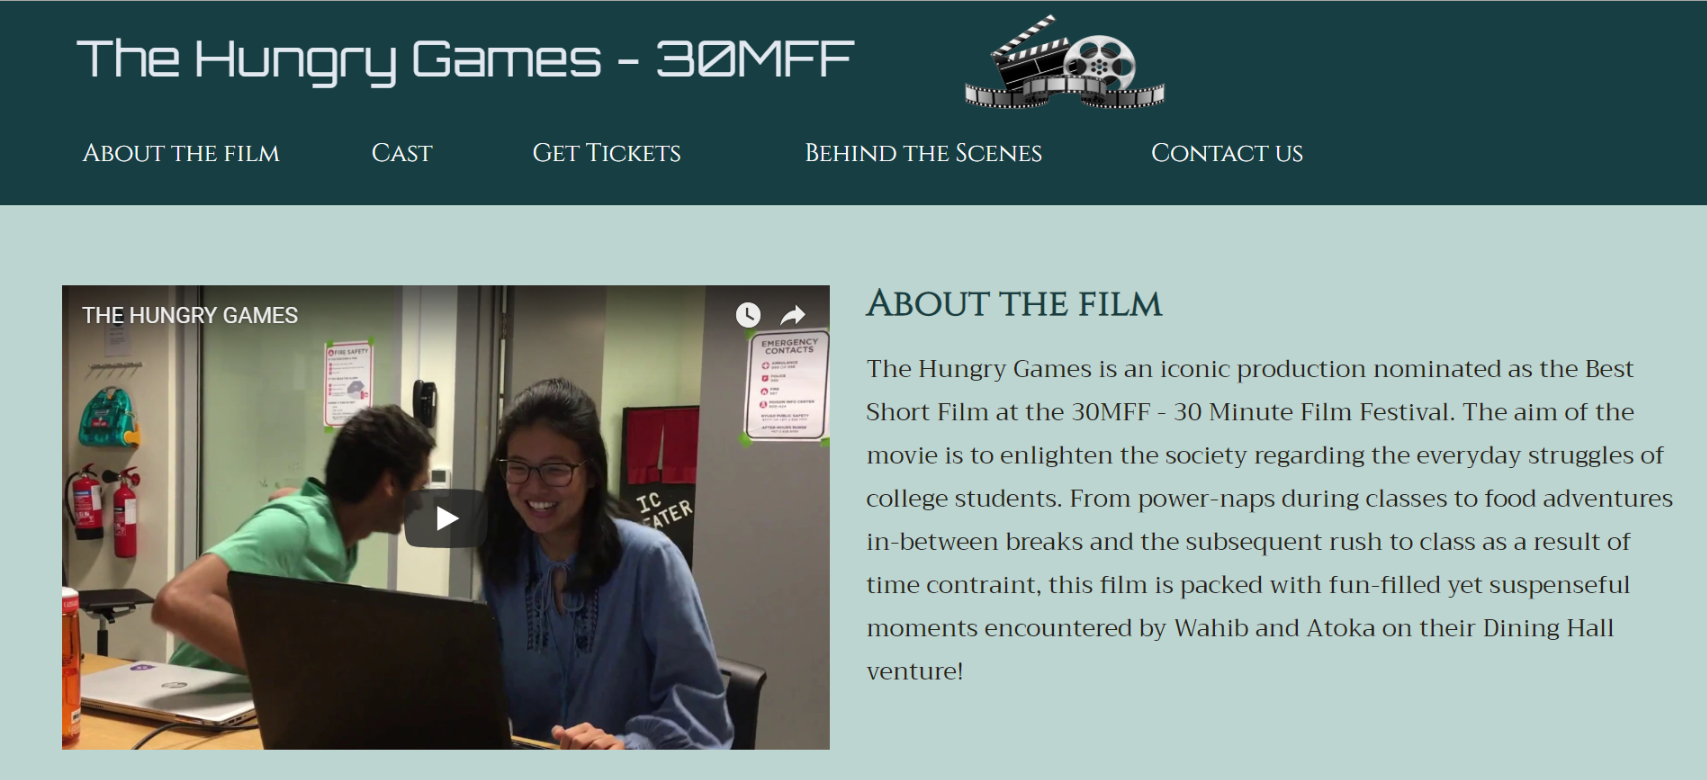 The Hungry Games - 30MFF
About the film
Cast
Get Tickets
Behind the Scenes
Contact us
THE HUNGRY GAMES
FIRE SAFETY
EMERGENCY
CONTACTS
AMBULANCE
POLICE
FIRE
IC
About the film
The Hungry Games is an iconic production nominated as the Best
Short Film at the 30MFF - 30 Minute Film Festival. The aim of the
movie is to enlighten the society regarding the everyday struggles of
college students. From power-naps during classes to food adventures
in-between breaks and the subsequent rush to class as a result of
time contraint, this film is packed with fun-filled yet suspenseful
moments encountered by Wahib and Atoka on their Dining Hall
venture!